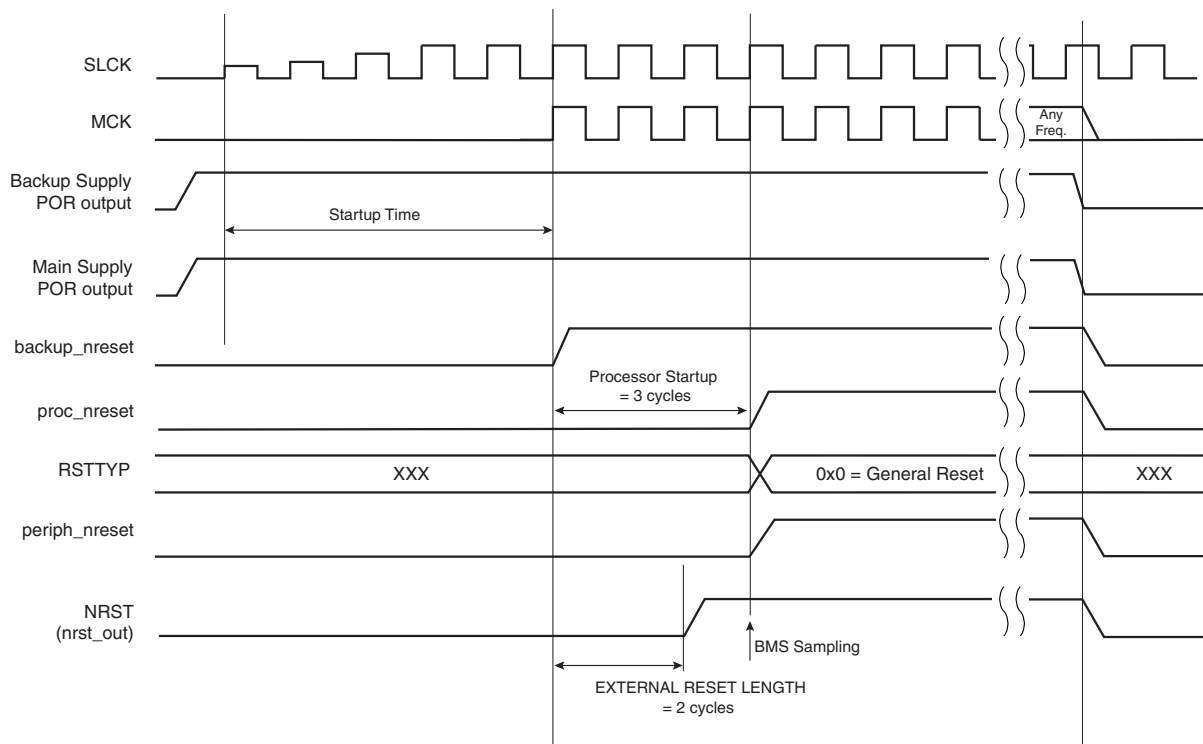 SLCK
MCK
Any
Freq.
Backup Supply
POR output
Startup Time
Main Supply
POR output
backup_nreset
Processor Startup
= 3 cycles
proc_nreset
RSTTYP
XXX
0x0 = General Reset
XXX
periph_nreset
NRST
(nrst_out)
BMS Sampling
EXTERNAL RESET LENGTH
= 2 cycles